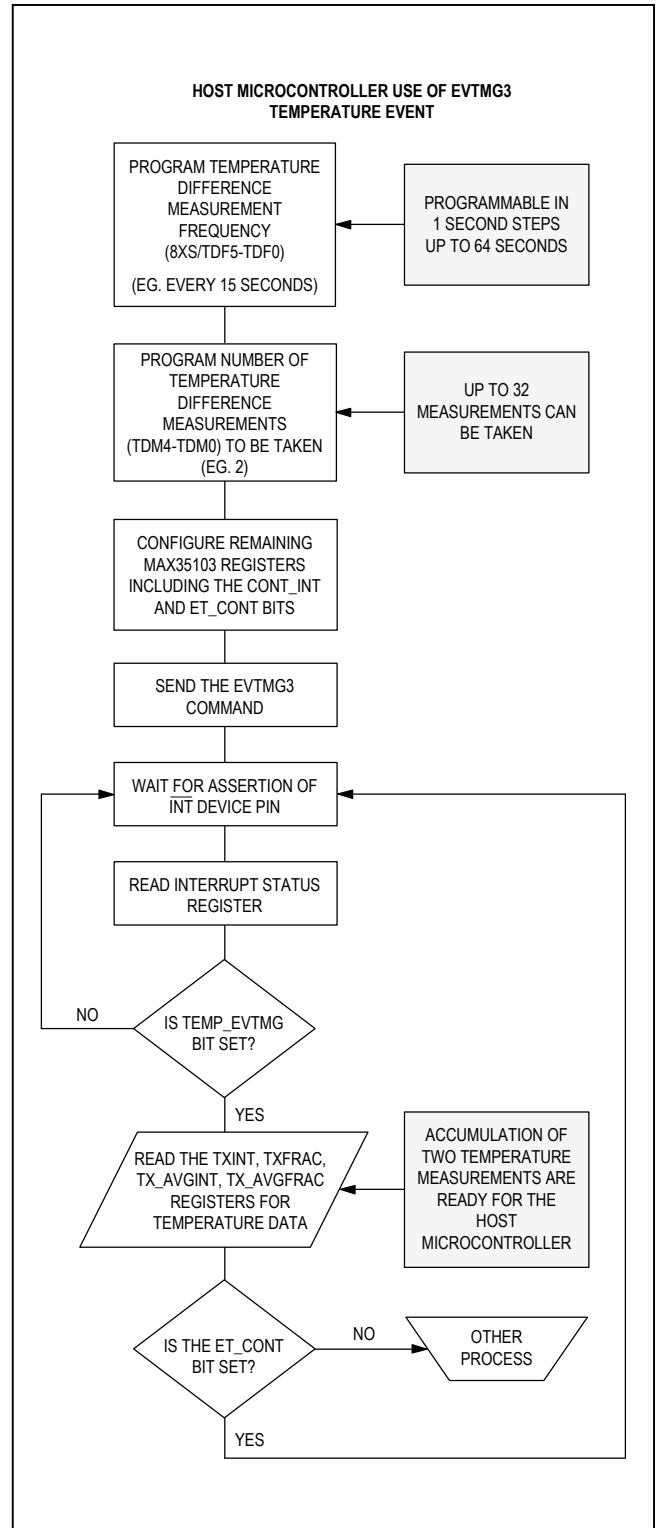 HOST MICROCONTROLLER USE OF EVTMG3
TEMPERATURE EVENT
PROGRAM TEMPERATURE
DIFFERENCE
MEASUREMENT
FREQUENCY
(8XS/TDF5-TDF0)
(EG. EVERY 15 SECONDS)
PROGRAMMABLE IN
1 SECOND STEPS
UP TO 64 SECONDS
PROGRAM NUMBER OF
TEMPERATURE
DIFFERENCE
MEASUREMENTS
(TDM4-TDM0) TO BE TAKEN
(EG. 2)
UP TO 32
MEASUREMENTS CAN
BE TAKEN
CONFIGURE REMAINING
MAX35103 REGISTERS
INCLUDING THE CONT_INT
AND ET_CONT BITS
SEND THE EVTMG3
COMMAND
WAIT FOR ASSERTION OF
INT DEVICE PIN
READ INTERRUPT STATUS
REGISTER
NO
IS TEMP_EVTMG
BIT SET?
YES
READ THE TXINT, TXFRAC,
TX_AVGINT, TX_AVGFRAC
REGISTERS FOR
TEMPERATURE DATA
ACCUMULATION OF
TWO TEMPERATURE
MEASUREMENTS ARE
READY FOR THE
HOST
MICROCONTROLLER
IS THE ET_CONT
BIT SET?
NO
OTHER
PROCESS
YES